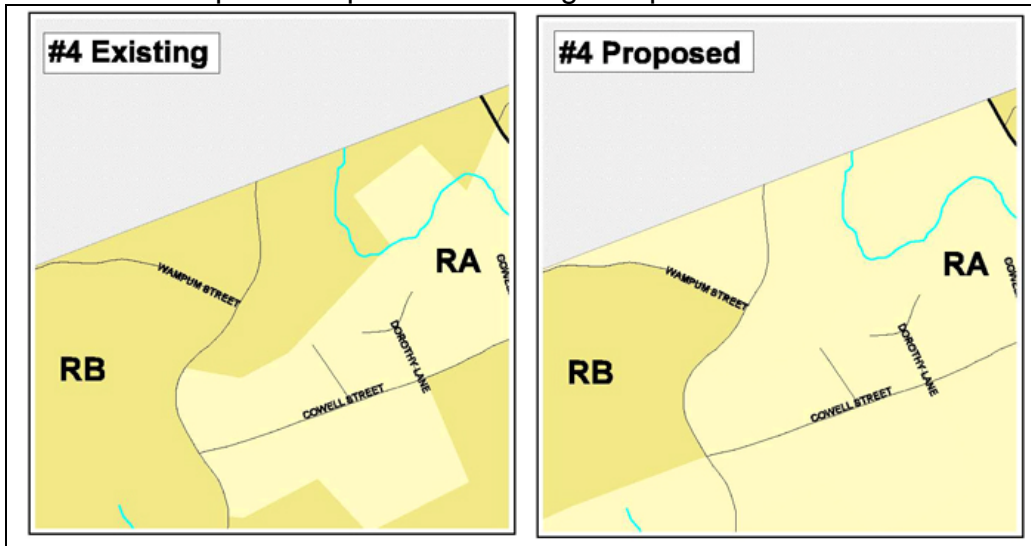 #4 Existing
RA
WAMPUM STREET
RB
DOROTHY LANE
COWELL STREET
#4 Proposed
RA
WAMPUM STREET
RB
DOROTHY LANE
COWELL STREET